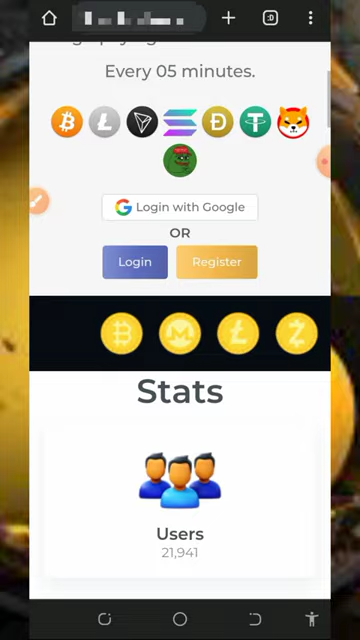 :D
Every 05 minutes.
Login with Google
OR
Login
Register
Stats
Users
21,941